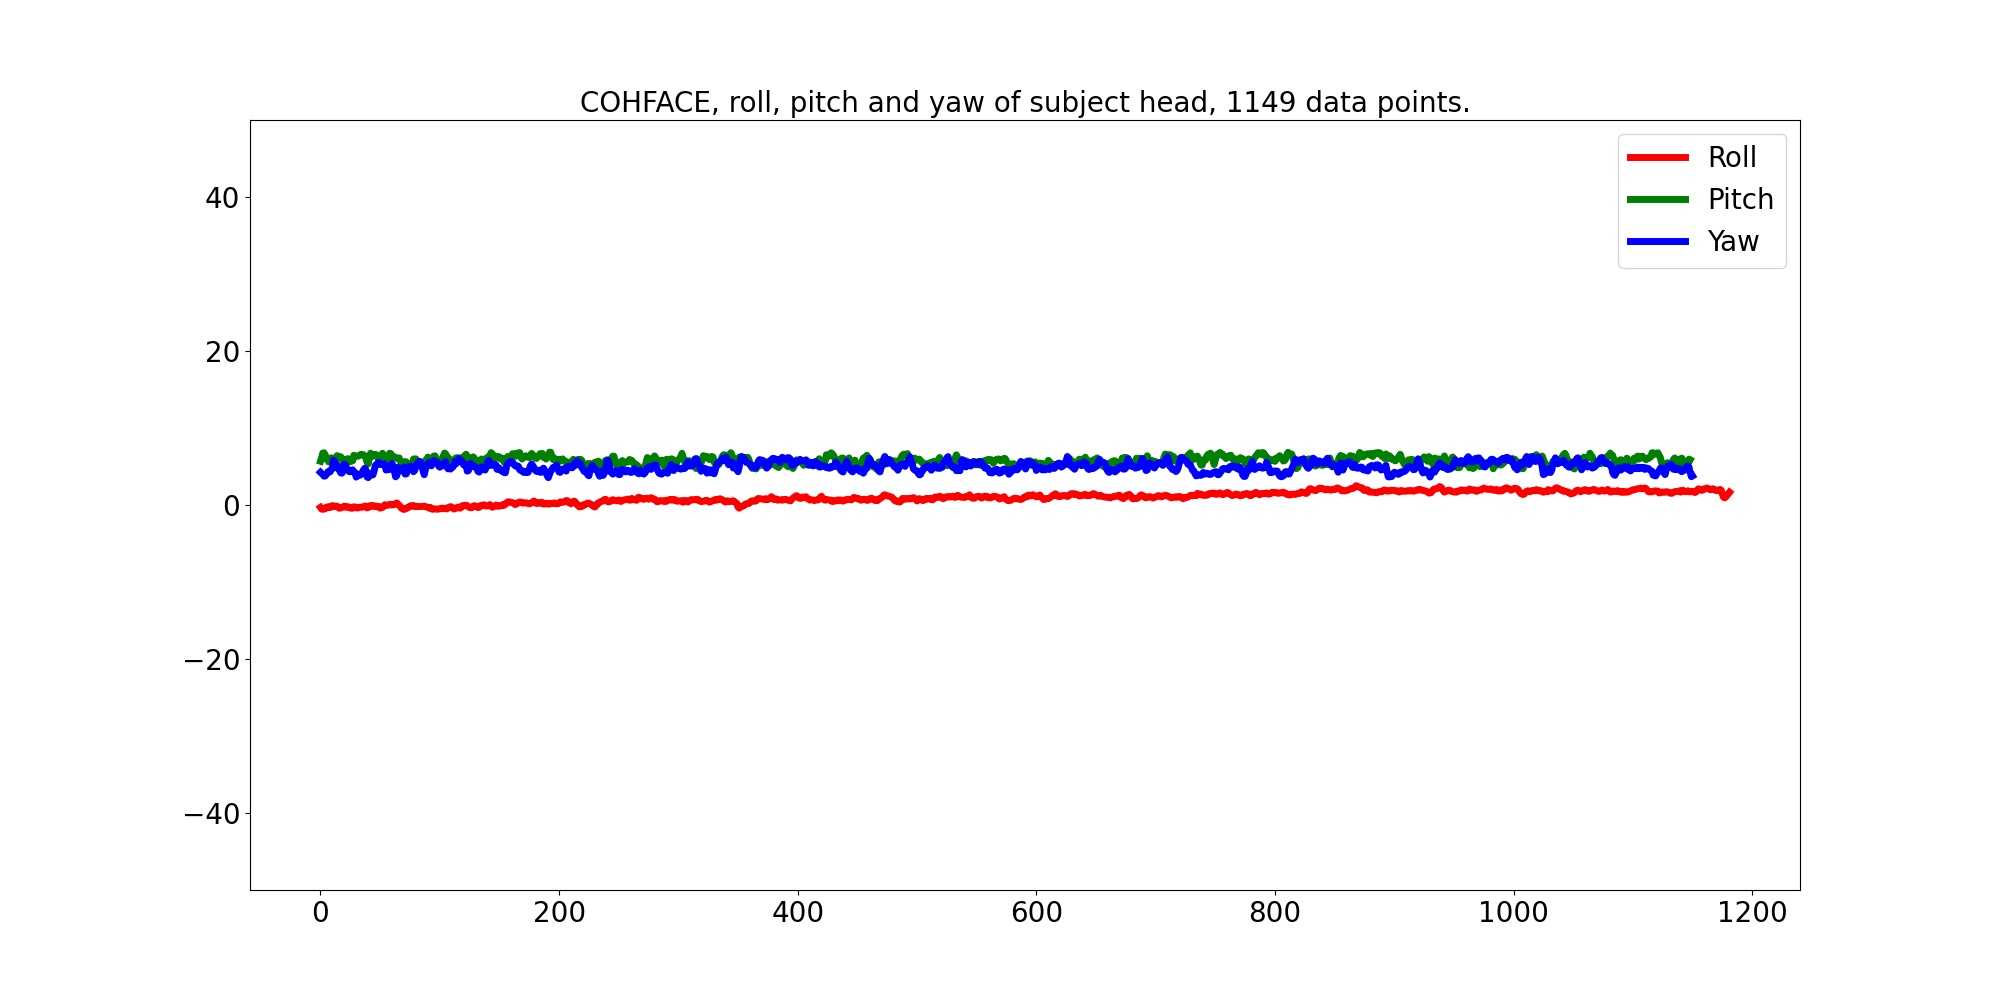 COHFACE, roll, pitch and yaw of subject head, 1149 data points.
Roll
Pitch
Yaw
40
20
0
−20
−40
0 200 400 600 800 1000 1200